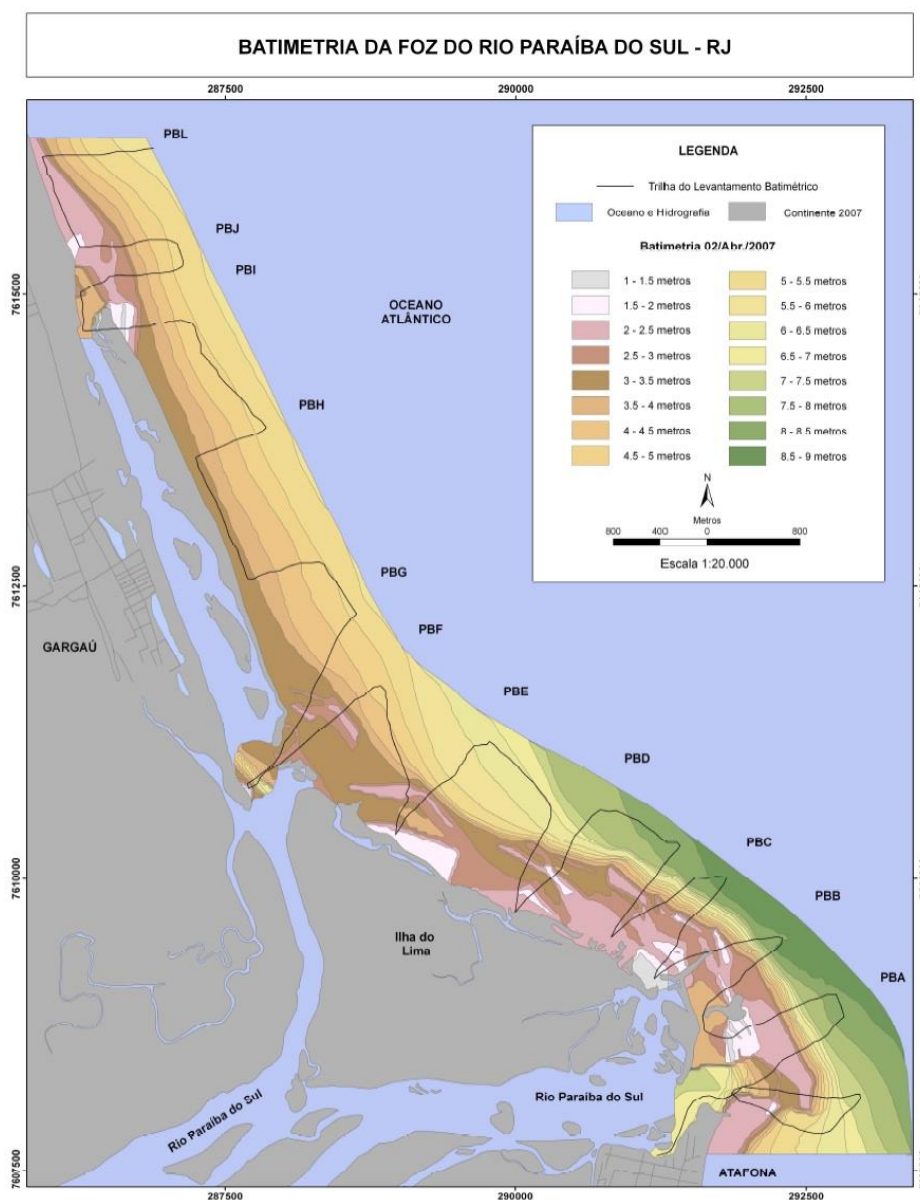 BATIMETRIA DA FOZ DO RIO PARAÍBA DO SUL - RJ
287500 290000 292500
PBL
PBJ
PBI
PBH
PBG
PBF
PBE
PBD
PBC
PBB
PBA
OCEANO
ATLÂNTICO
LEGENDA
Trilha do Levantamento Batimétrico
Oceano e Hidrografia
Continente 2007
Batimetria 02/Abr./2007
1 - 1.5 metros
1.5 - 2 metros
2 - 2.5 metros
2.5 - 3 metros
3 - 3.5 metros
3.5 - 4 metros
4 - 4.5 metros
4.5 - 5 metros
5 - 5.5 metros
5.5 - 6 metros
6 - 6.5 metros
6.5 - 7 metros
7 - 7.5 metros
7.5 - 8 metros
8 - 8.5 metros
8.5 - 9 metros
N
Metros
800 400 0 800
Escala 1:20.000
7615000
7612500
7610000
7607500
GARGAÚ
Ilha do
Lima
Rio Paraíba do Sul
Rio Paraíba do Sul
ATAFONA
287500 290000 292500